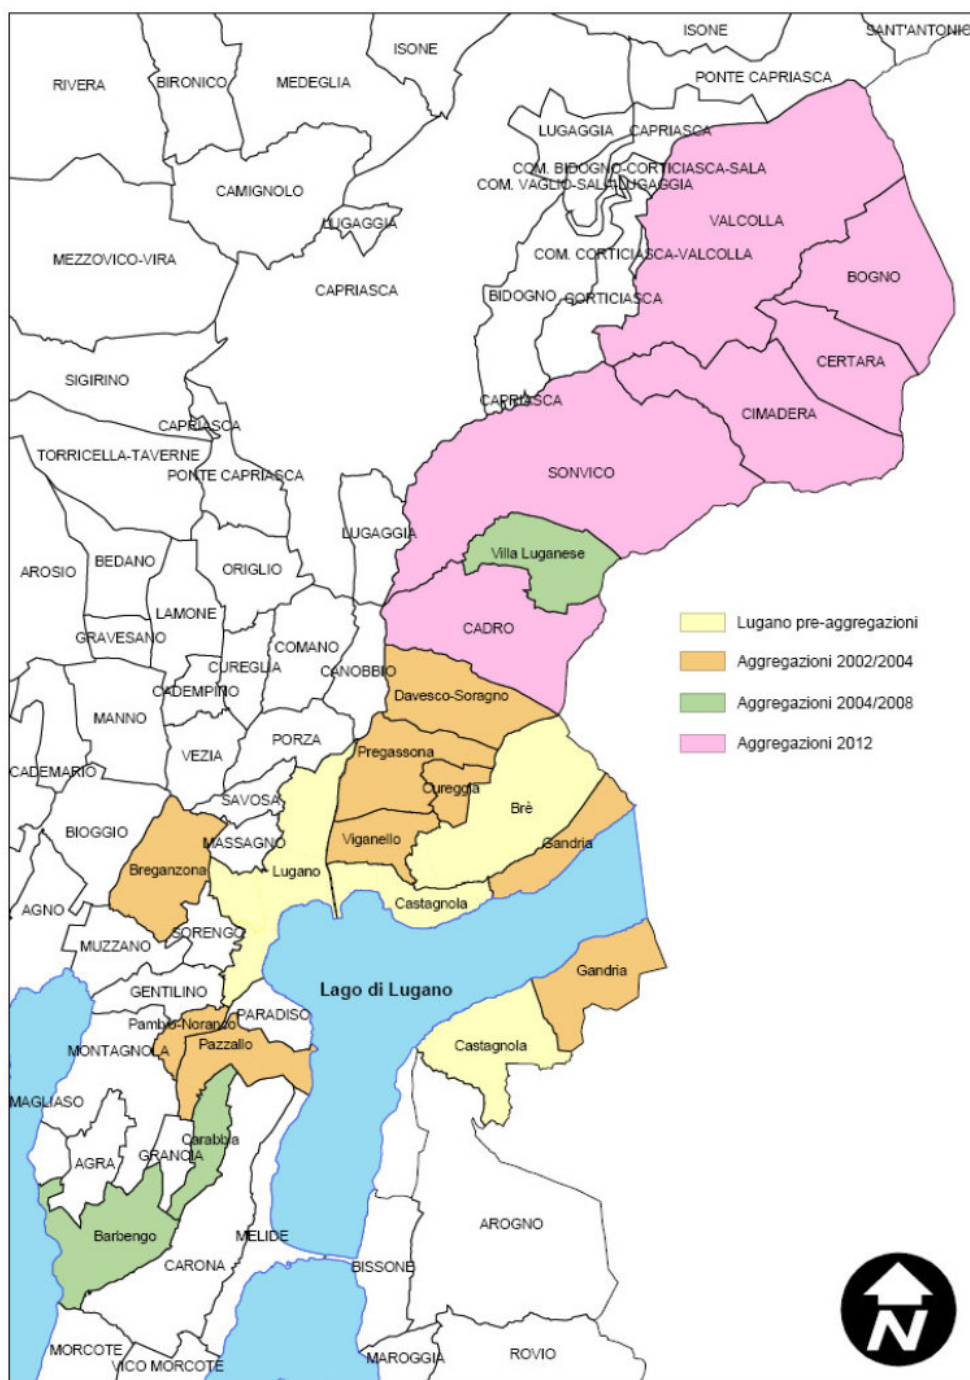 ISONE
ISONE
SANT'ANTONIO
RIVERA
BIRONICO
MEDEGLIA
PONTE CAPRIASCA
LUGAGGIA
CAPRIASCA
COM. BIDOGNO-CORTICIASCA-SALA
COM. VAGLIO-SALA-LUGAGGIA
CAMIGNOLO
LUGAGGIA
VALCOLLA
MEZZOVICO-VIRA
COM. CORTICIASCA-VALCOLLA
BOGNO
CAPRIASCA
BIDOGNO
CORTICIASCA
CERTARA
SIGIRINO
CAPRIASCA
CIMADERA
CAPRIASCA
TORRICELLA-TAVERNE
PONTE CAPRIASCA
SONVICO
LUGAGGIA
Villa Luganese
BEDANO
AROSIO
ORIGLIO
LAMONE
GRAVESANO
CADRO
COMANO
CUREGLIA
CANOBBIO
CADEMPINO
Davesco-Soragno
MANNO
PORZA
VEZIA
Pregassona
CADEMARIO
Cureggia
SAVOSA
Brè
BIOGGIO
MASSAGNO
Viganello
Gandria
Breganzona
Lugano
Castagnola
AGNO
SORENGO
MUZZANO
Gandria
GENTILINO
Lago di Lugano
PARADISO
Pambio-Noranco
Pazzallo
Castagnola
MONTAGNOLA
MAGLIASO
Carabbia
GRANCIA
AGRA
AROGNO
Barbengo
MELIDE
CARONA
BISSONE
MORCOTE
VICO MORCOTE
MAROGGIA
ROVIO
Lugano pre-aggregazioni
Aggregazioni 2002/2004
Aggregazioni 2004/2008
Aggregazioni 2012
N